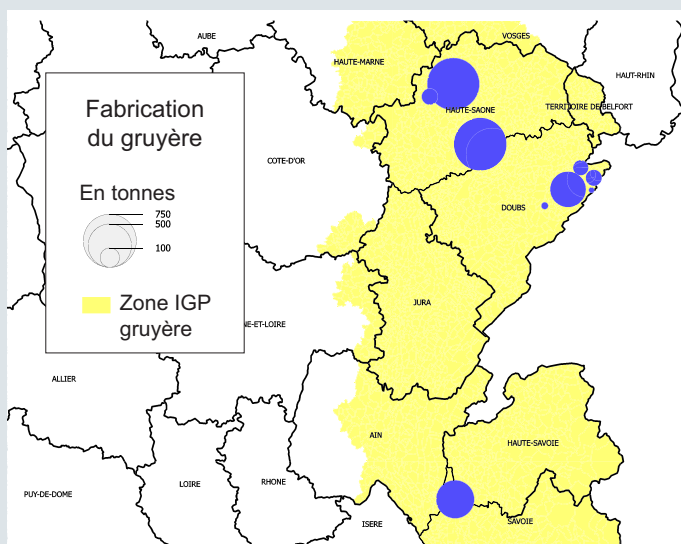 AUBE
VOSGES
HAUTE-MARNE
HAUT-RHIN
Fabrication
du gruyère
HAUTE-SAONE
TERRITOIRE DE BELFORT
COTE-D'OR
En tonnes
750
500
100
DOUBS
Zone IGP
gruyère
JURA
NE-ET-LOIRE
ALLIER
AIN
HAUTE-SAVOIE
LOIRE
RHONE
PUY-DE-DOME
ISERE
SAVOIE